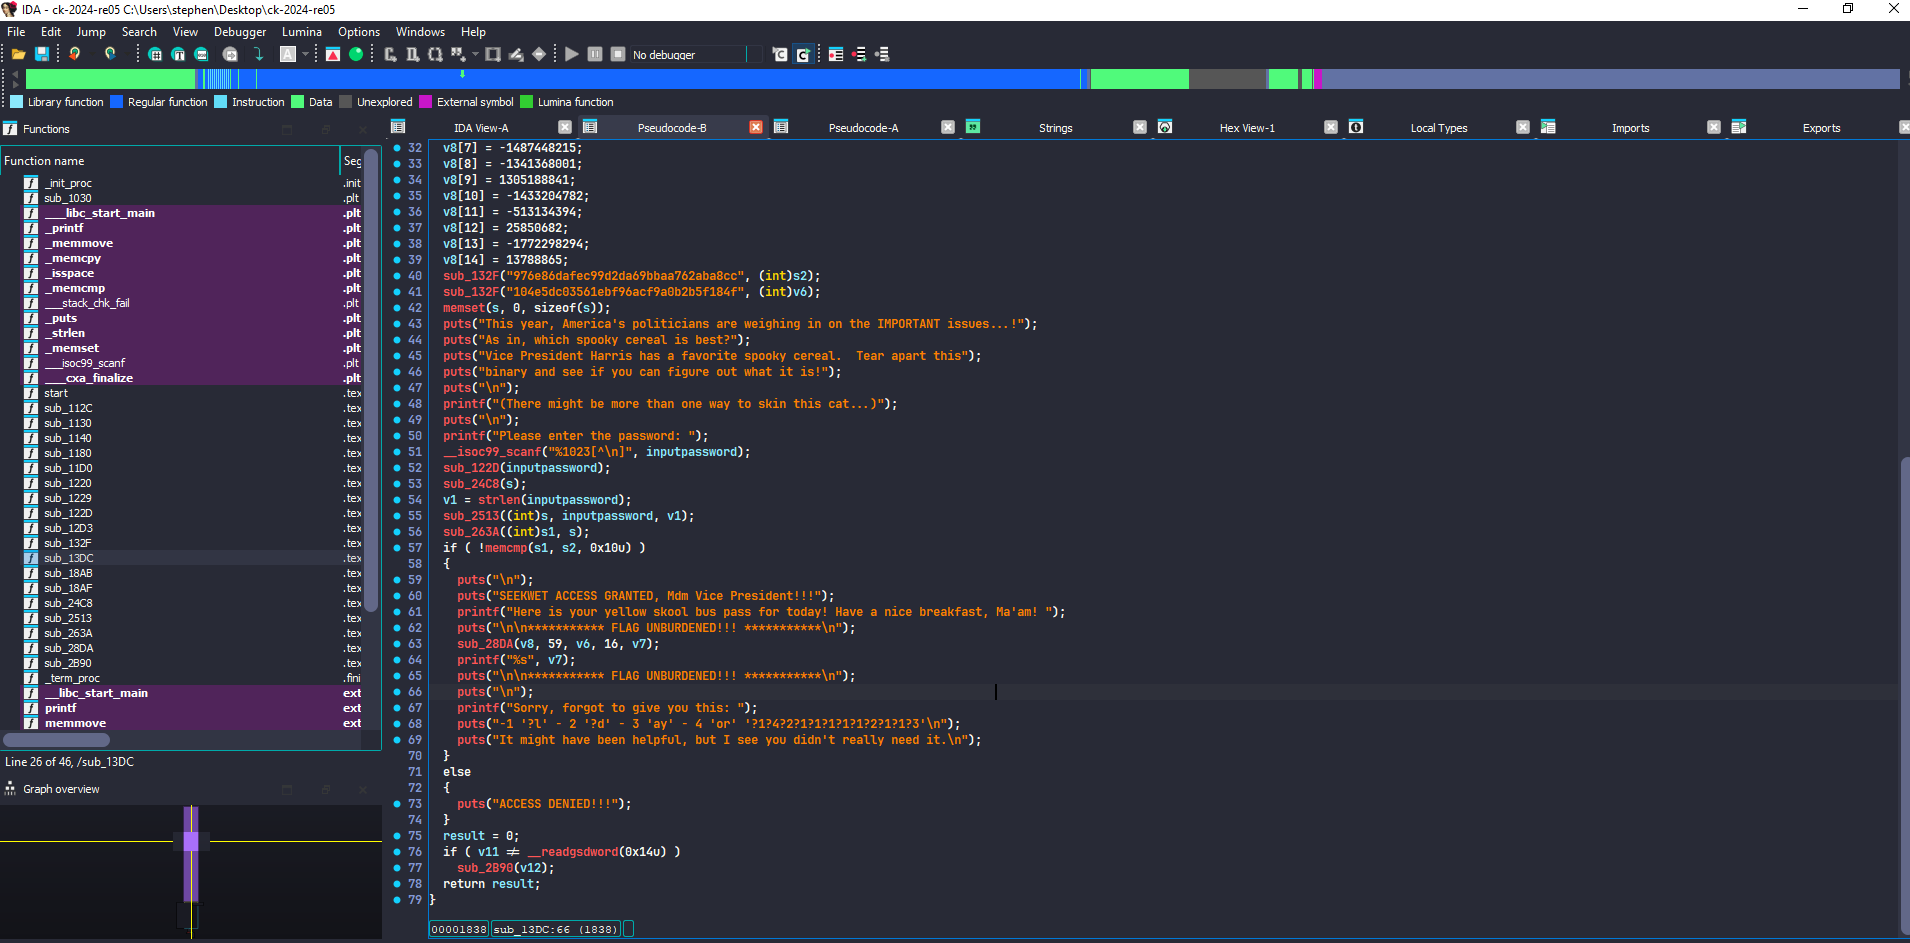 IDA - ck-2024-re05 C:\Users\stephen\Desktop\ck-2024-re05
File Edit Jump Search View Debugger Lumina Options Windows Help
No debugger
Library function Regular function Instruction Data Unexplored External symbol Lumina function
Functions
IDA View-A Pseudocode-B Pseudocode-A Strings Hex View-1 Local Types Imports Exports
Function name Seg
_init_proc .init
sub_1030 .plt
___libc_start_main .plt
_printf .plt
_memmove .plt
_memcpy .plt
_isspace .plt
_memcmp .plt
___stack_chk_fail .plt
_puts .plt
_strlen .plt
_memset .plt
___isoc99_scanf .plt
___cxa_finalize .plt
start .tex
sub_112C .tex
sub_1130 .tex
sub_1140 .tex
sub_1180 .tex
sub_11D0 .tex
sub_1220 .tex
sub_1229 .tex
sub_122D .tex
sub_12D3 .tex
sub_132F .tex
sub_13DC .tex
sub_18AB .tex
sub_18AF .tex
sub_24C8 .tex
sub_2513 .tex
sub_263A .tex
sub_28DA .tex
sub_2B90 .tex
_term_proc .fini
__libc_start_main ext
printf ext
memmove ext
Line 26 of 46, /sub_13DC
Graph overview
32 v8[7] = -1487448215;
33 v8[8] = -1341368001;
34 v8[9] = 1305188841;
35 v8[10] = -1433204782;
36 v8[11] = -513134394;
37 v8[12] = 25850682;
38 v8[13] = -1772298294;
39 v8[14] = 13788865;
40 sub_132F("976e86dafec99d2da69bbaa762aba8cc", (int)s2);
41 sub_132F("104e5dc03561ebf96acf9a0b2b5f184f", (int)v6);
42 memset(s, 0, sizeof(s));
43 puts("This year, America's politicians are weighing in on the IMPORTANT issues...!");
44 puts("As in, which spooky cereal is best?");
45 puts("Vice President Harris has a favorite spooky cereal.  Tear apart this");
46 puts("binary and see if you can figure out what it is!");
47 puts("\n");
48 printf("(There might be more than one way to skin this cat...)");
49 puts("\n");
50 printf("Please enter the password: ");
51 __isoc99_scanf("%1023[^\n]", inputpassword);
52 sub_122D(inputpassword);
53 sub_24C8(s);
54 v1 = strlen(inputpassword);
55 sub_2513((int)s, inputpassword, v1);
56 sub_263A((int)s1, s);
57 if ( !memcmp(s1, s2, 0x10u) )
58 {
59 puts("\n");
60 puts("SEEKWET ACCESS GRANTED, Mdm Vice President!!!");
61 printf("Here is your yellow skool bus pass for today! Have a nice breakfast, Ma'am! ");
62 puts("\n\n*********** FLAG UNBURDENED!!! ***********\n");
63 sub_28DA(v8, 59, v6, 16, v7);
64 printf("%s", v7);
65 puts("\n\n*********** FLAG UNBURDENED!!! ***********\n");
66 puts("\n");
67 printf("Sorry, forgot to give you this: ");
68 puts("-1 '?l' - 2 '?d' - 3 'ay' - 4 'or' '?1?4?2?1?1?1?1?1?2?1?1?3'\n");
69 puts("It might have been helpful, but I see you didn't really need it.\n");
70 }
71 else
72 {
73 puts("ACCESS DENIED!!!");
74 }
75 result = 0;
76 if ( v11 ≠ __readgsdword(0x14u) )
77 sub_2B90(v12);
78 return result;
79 }
00001838 sub_13DC:66 (1838)